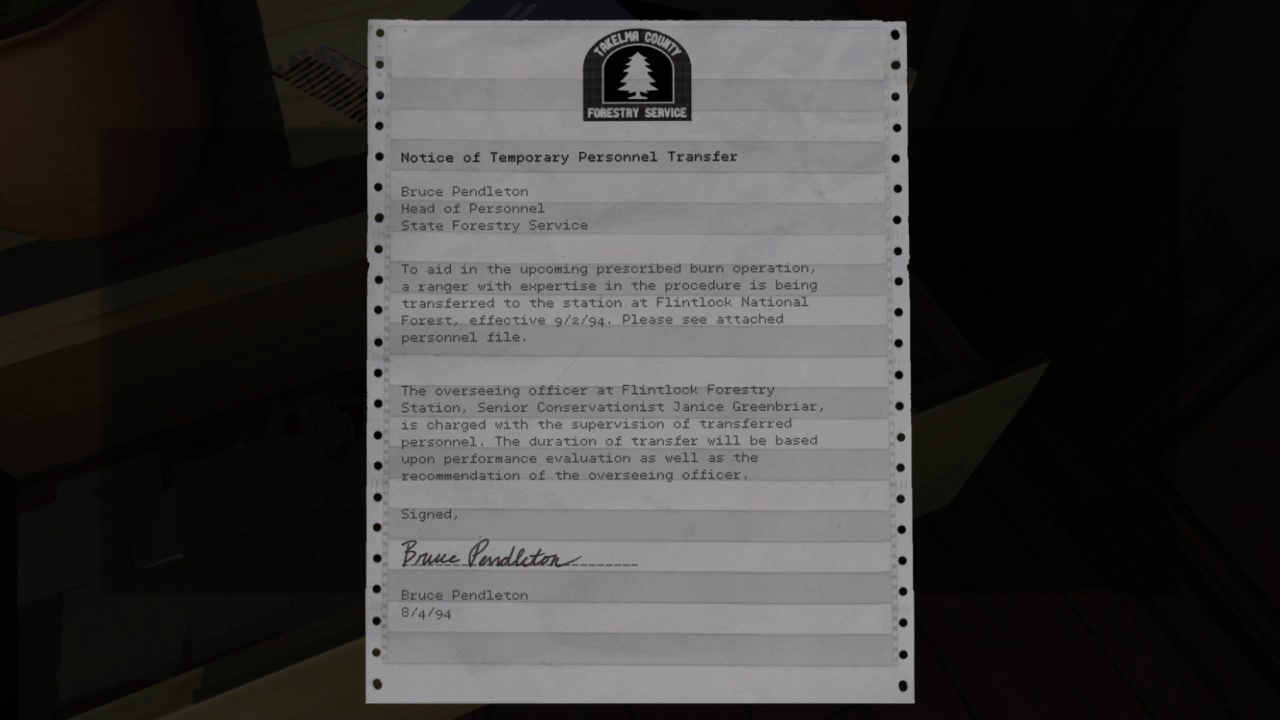 TAKELMA COUNTY
FORESTRY SERVICE
Notice of Temporary Personnel Transfer
Bruce Pendleton
Head of Personnel
State Forestry Service
To aid in the upcoming prescribed burn operation,
a ranger with expertise in the procedure is being
transferred to the station at Flintlock National
Forest, effective 9/2/94. Please see attached
personnel file.
The overseeing officer at Flintlock Forestry
Station, Senior Conservationist Janice Greenbriar,
is charged with the supervision of transferred
personnel. The duration of transfer will be based
upon performance evaluation as well as the
recommendation of the overseeing officer.
Signed,
Bruce Pendleton
Bruce Pendleton
8/4/94